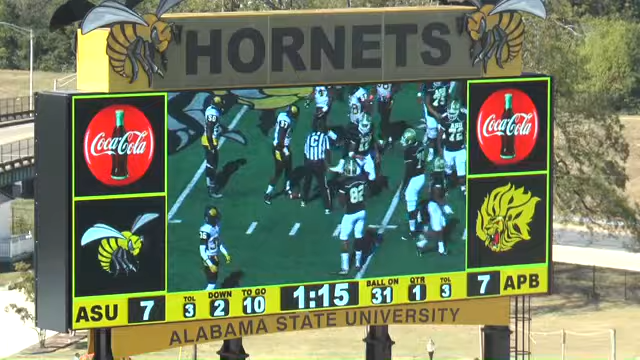 HORNETS
Coca-Cola
Coca-Cola
82
ASU 7 TOL 3 DOWN 2 TO GO 10 1:15 BALL ON 31 QTR 1 TOL 3 7 APB
ALABAMA STATE UNIVERSITY